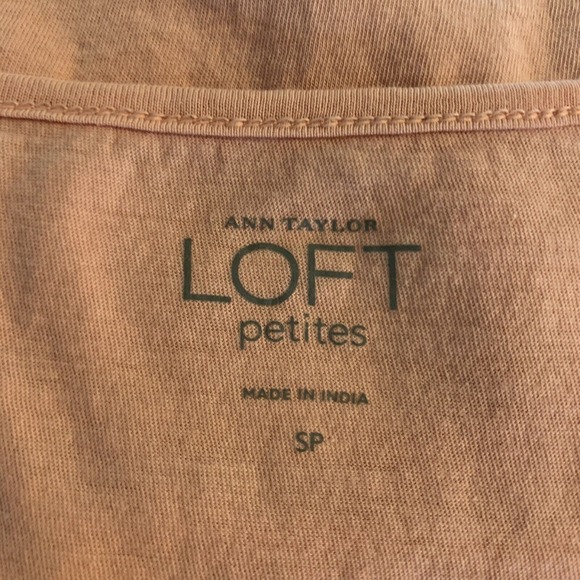 ANN TAYLOR
LOFT
petites
MADE IN INDIA
SP